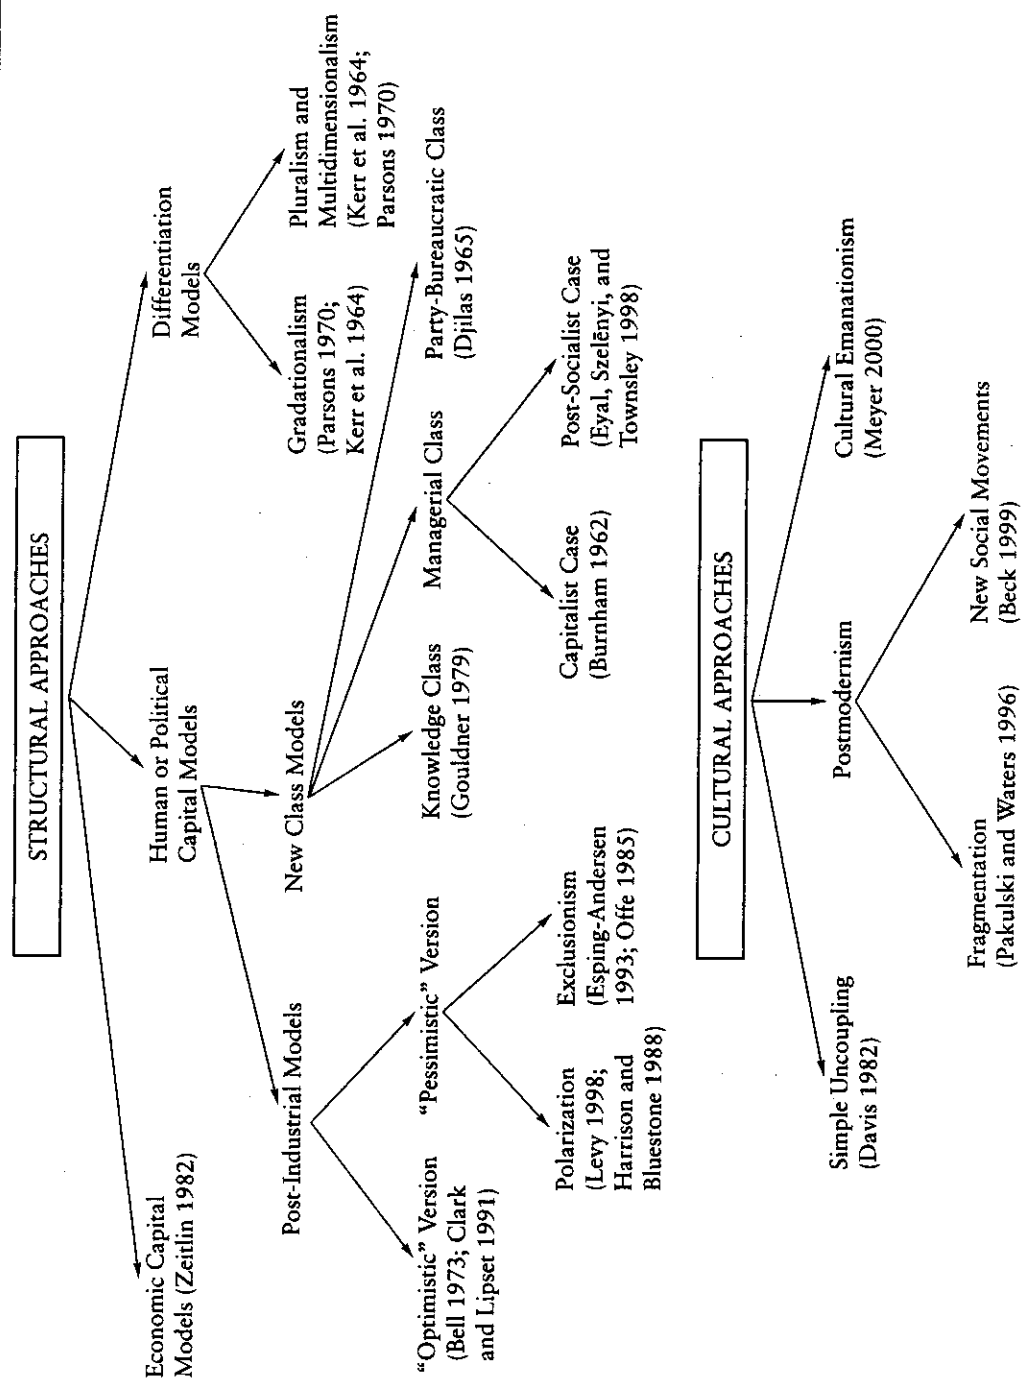 STRUCTURAL APPROACHES
Economic Capital
Models (Zeitlin 1982)
Human or Political
Capital Models
Differentiation
Models
Post-Industrial Models
New Class Models
Gradationalism
(Parsons 1970;
Kerr et al. 1964)
Pluralism and
Multidimensionalism
(Kerr et al. 1964;
Parsons 1970)
“Optimistic” Version
(Bell 1973; Clark
and Lipset 1991)
“Pessimistic” Version
Knowledge Class
(Gouldner 1979)
Managerial Class
Party-Bureaucratic Class
(Djilas 1965)
Polarization
(Levy 1998;
Harrison and
Bluestone 1988)
Exclusionism
(Esping-Andersen
1993; Offe 1985)
Capitalist Case
(Burnham 1962)
Post-Socialist Case
(Eyal, Szelēnyi, and
Townsley 1998)
CULTURAL APPROACHES
Simple Uncoupling
(Davis 1982)
Postmodernism
Cultural Emanationism
(Meyer 2000)
Fragmentation
(Pakulski and Waters 1996)
New Social Movements
(Beck 1999)